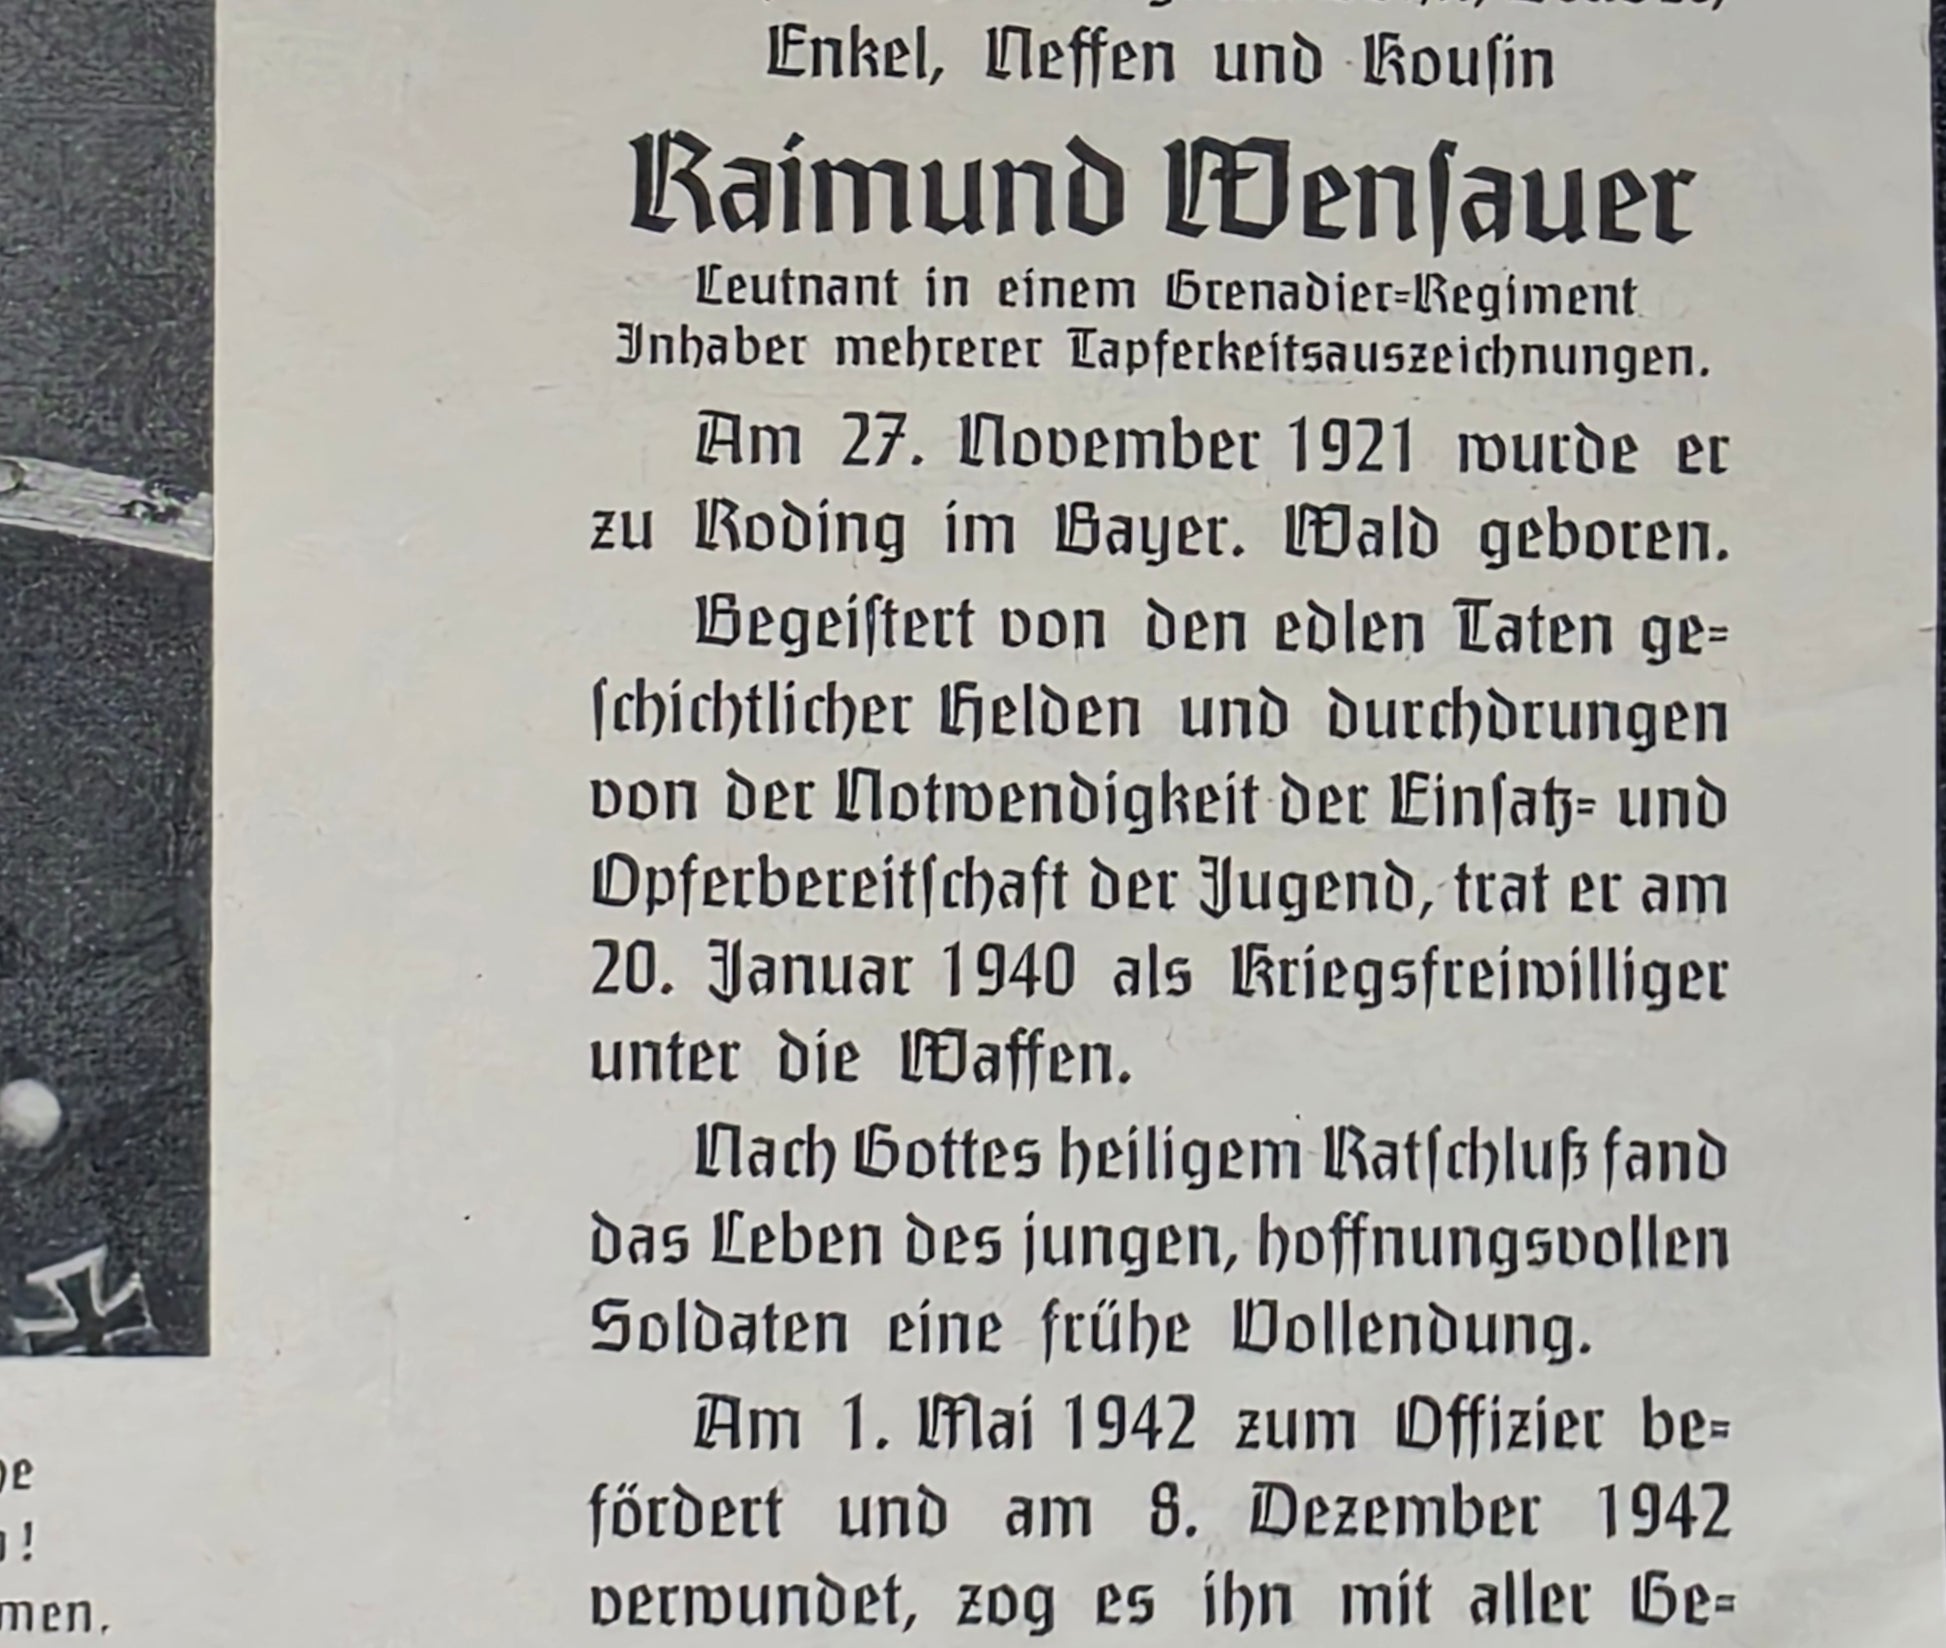 Enkel, Neffen und Kouſin
Raimund Wenſauer
Leutnant in einem Grenadier=Regiment
Inhaber mehrerer Tapferkeitsauszeichnungen.
Am 27. November 1921 wurde er
zu Roding im Bayer. Wald geboren.
Begeiſtert von den edlen Taten ge=
ſchichtlicher Helden und durchdrungen
von der Notwendigkeit der Einſatz= und
Opferbereitſchaft der Jugend, trat er am
20. Januar 1940 als Kriegsfreiwilliger
unter die Waffen.
Nach Gottes heiligem Ratſchluß fand
das Leben des jungen, hoffnungsvollen
Soldaten eine frühe Vollendung.
Am 1. Mai 1942 zum Offizier be=
fördert und am 8. Dezember 1942
verwundet, zog es ihn mit aller Ge=
men.